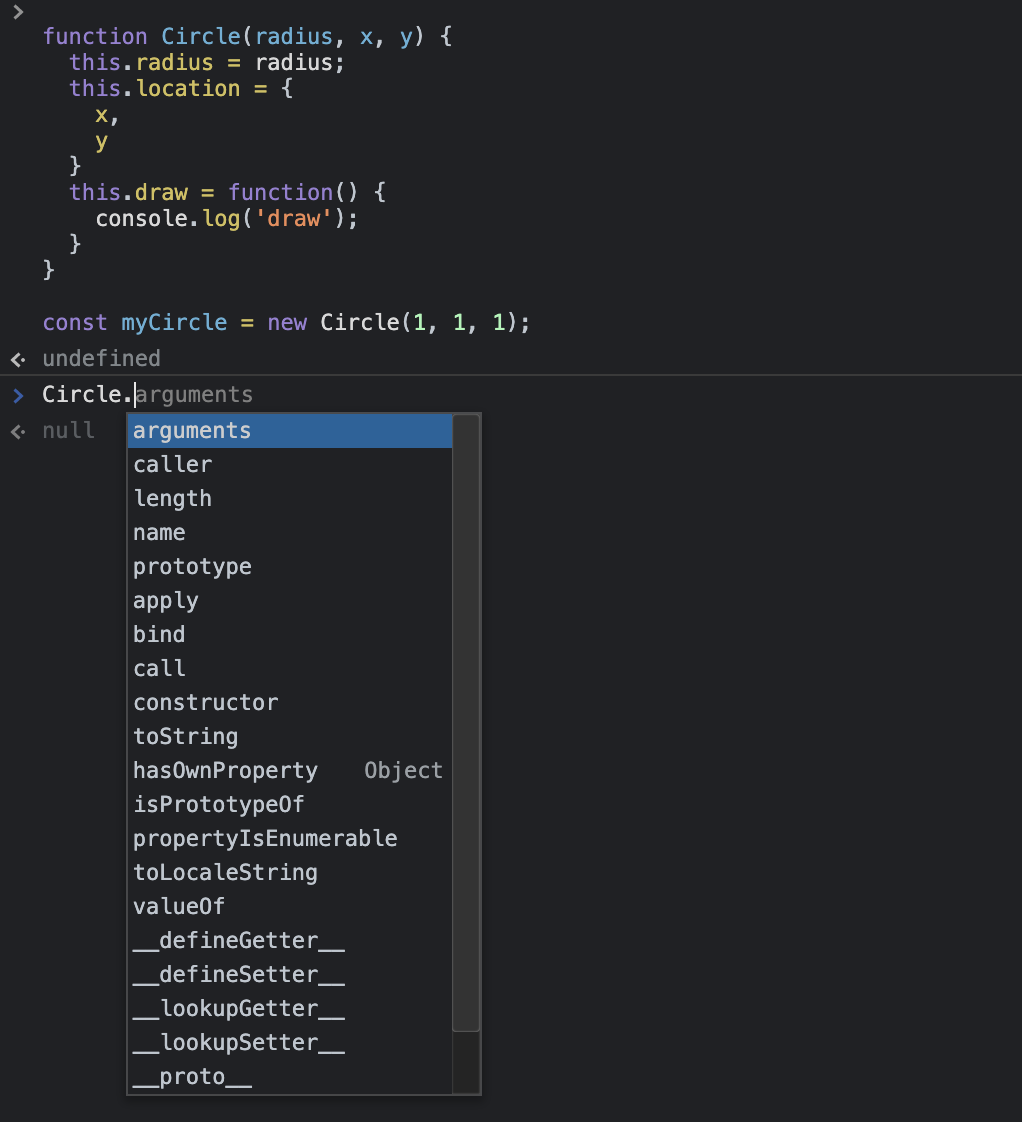 >
function Circle(radius, x, y) {
  this.radius = radius;
  this.location = {
    x,
    y
  }
  this.draw = function() {
    console.log('draw');
  }
}

const myCircle = new Circle(1, 1, 1);
undefined
> Circle.arguments
null
arguments
caller
length
name
prototype
apply
bind
call
constructor
toString
hasOwnProperty Object
isPrototypeOf
propertyIsEnumerable
toLocaleString
valueOf
__defineGetter__
__defineSetter__
__lookupGetter__
__lookupSetter__
__proto__